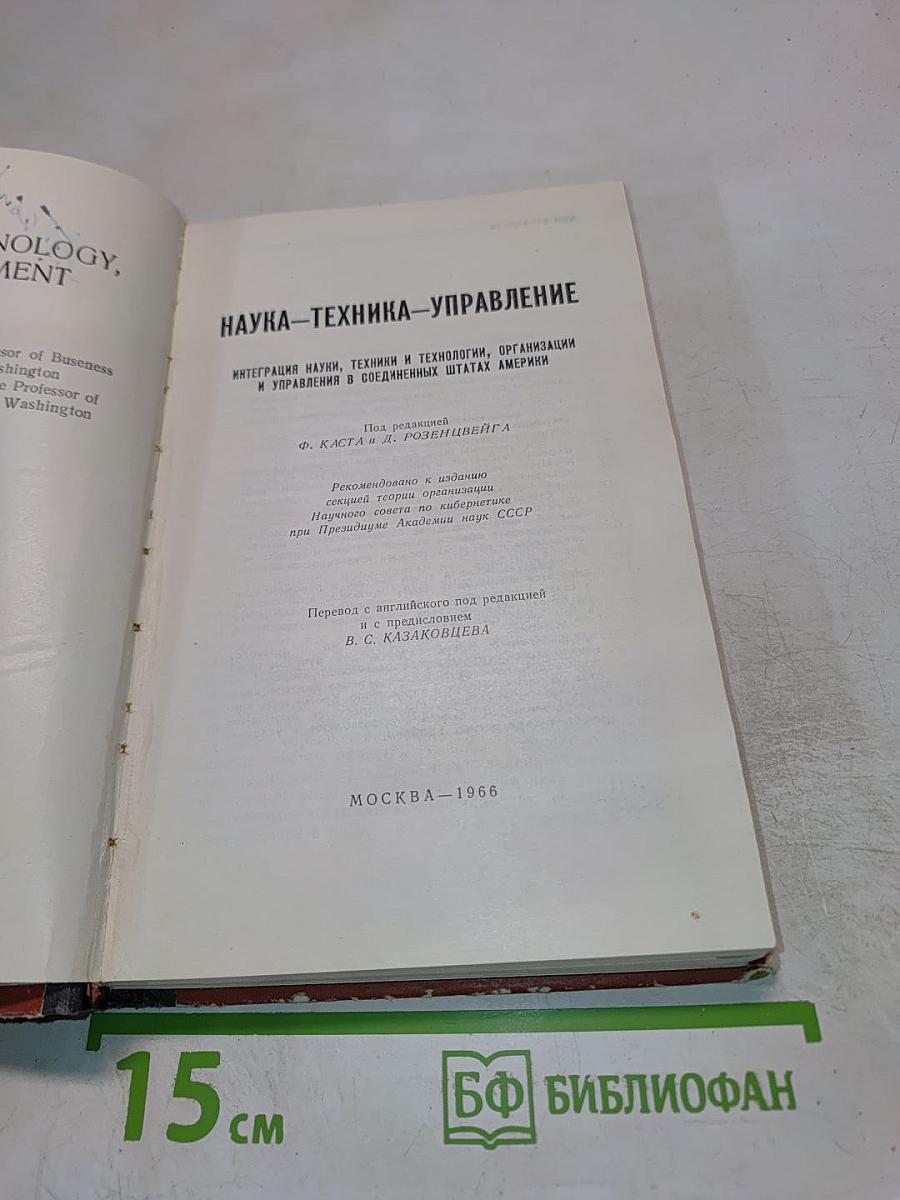 NOLOGY,
MENT
sor of Buseness
shington
e Professor of
Washington
НАУКА—ТЕХНИКА—УПРАВЛЕНИЕ
ИНТЕГРАЦИЯ НАУКИ, ТЕХНИКИ И ТЕХНОЛОГИИ, ОРГАНИЗАЦИИ
И УПРАВЛЕНИЯ В СОЕДИНЕННЫХ ШТАТАХ АМЕРИКИ
Под редакцией
Ф. КАСТА и Д. РОЗЕНЦВЕЙГА
Рекомендовано к изданию
секцией теории организации
Научного совета по кибернетике
при Президиуме Академии наук СССР
Перевод с английского под редакцией
и с предисловием
В. С. КАЗАКОВЦЕВА
МОСКВА—1966
15 см
БФ БИБЛИОФАН